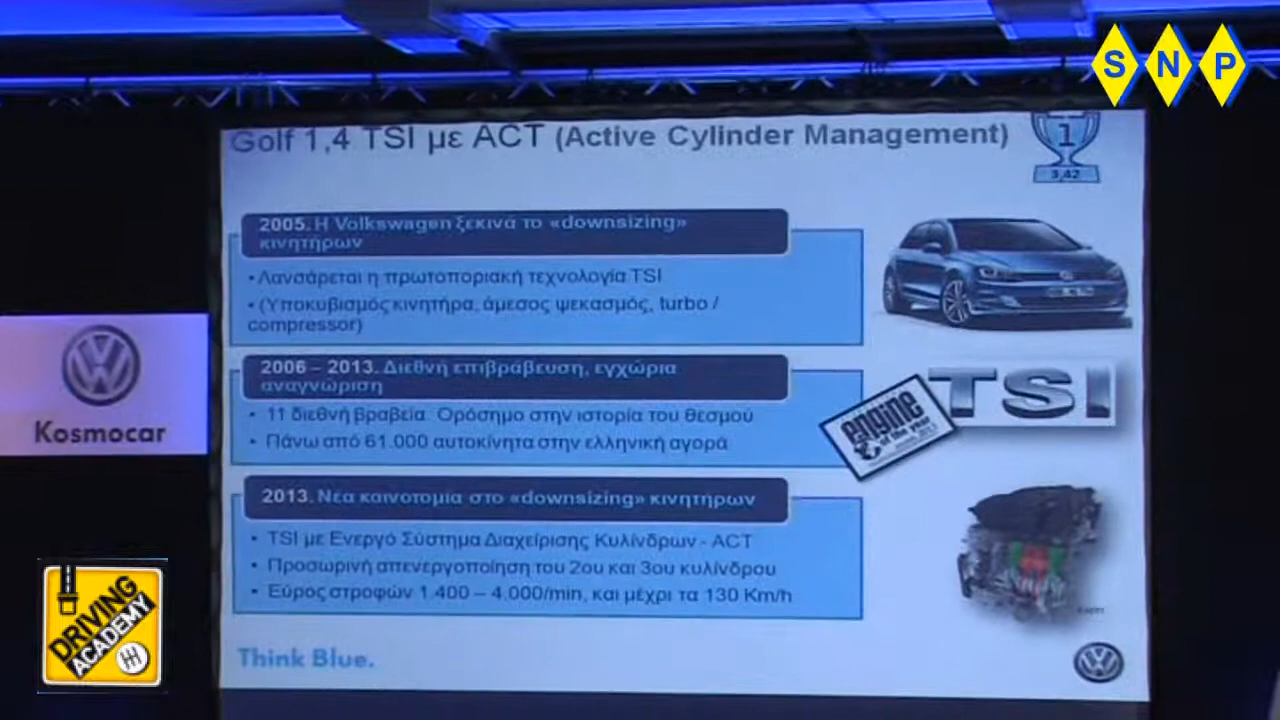 SNP
Golf 1,4 TSI με ACT (Active Cylinder Management)
1
3,42
2005. Η Volkswagen ξεκινά το «downsizing»
κινητήρων
• Λανσάρεται η πρωτοποριακή τεχνολογία TSI
• (Υποκυβισμός κινητήρα, άμεσος ψεκασμός, turbo /
compressor)
2006 – 2013. Διεθνή επιβράβευση, εγχώρια
αναγνώριση
• 11 διεθνή βραβεία. Ορόσημο στην ιστορία του θεσμού
• Πάνω από 61.000 αυτοκίνητα στην ελληνική αγορά
TSI
engine
of the year
Kosmocar
2013. Νέα καινοτομία στο «downsizing» κινητήρων
• TSI με Ενεργό Σύστημα Διαχείρισης Κυλίνδρων - ACT
• Προσωρινή απενεργοποίηση του 2ου και 3ου κυλίνδρου
• Εύρος στροφών 1.400 – 4.000/min, και μέχρι τα 130 Km/h
DRIVING
ACADEMY
Think Blue.